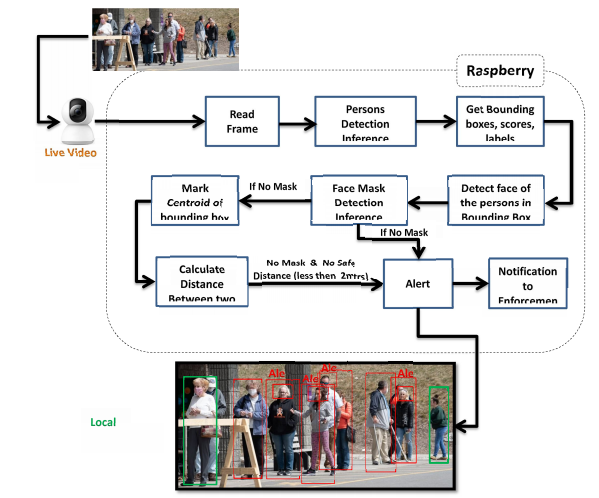 Raspberry
Read
Frame
Persons
Detection
Inference
Get Bounding
boxes, scores,
labels
Live Video
Mark
Centroid of
bounding box
If No Mask
Face Mask
Detection
Inference
Detect face of
the persons in
Bounding Box
If No Mask
Calculate
Distance
Between two
No Mask & No Safe
Distance (less then 2mtrs)
Alert
Notification
to
Enforcemen
Ale
Ale
Ale
Ale
Local